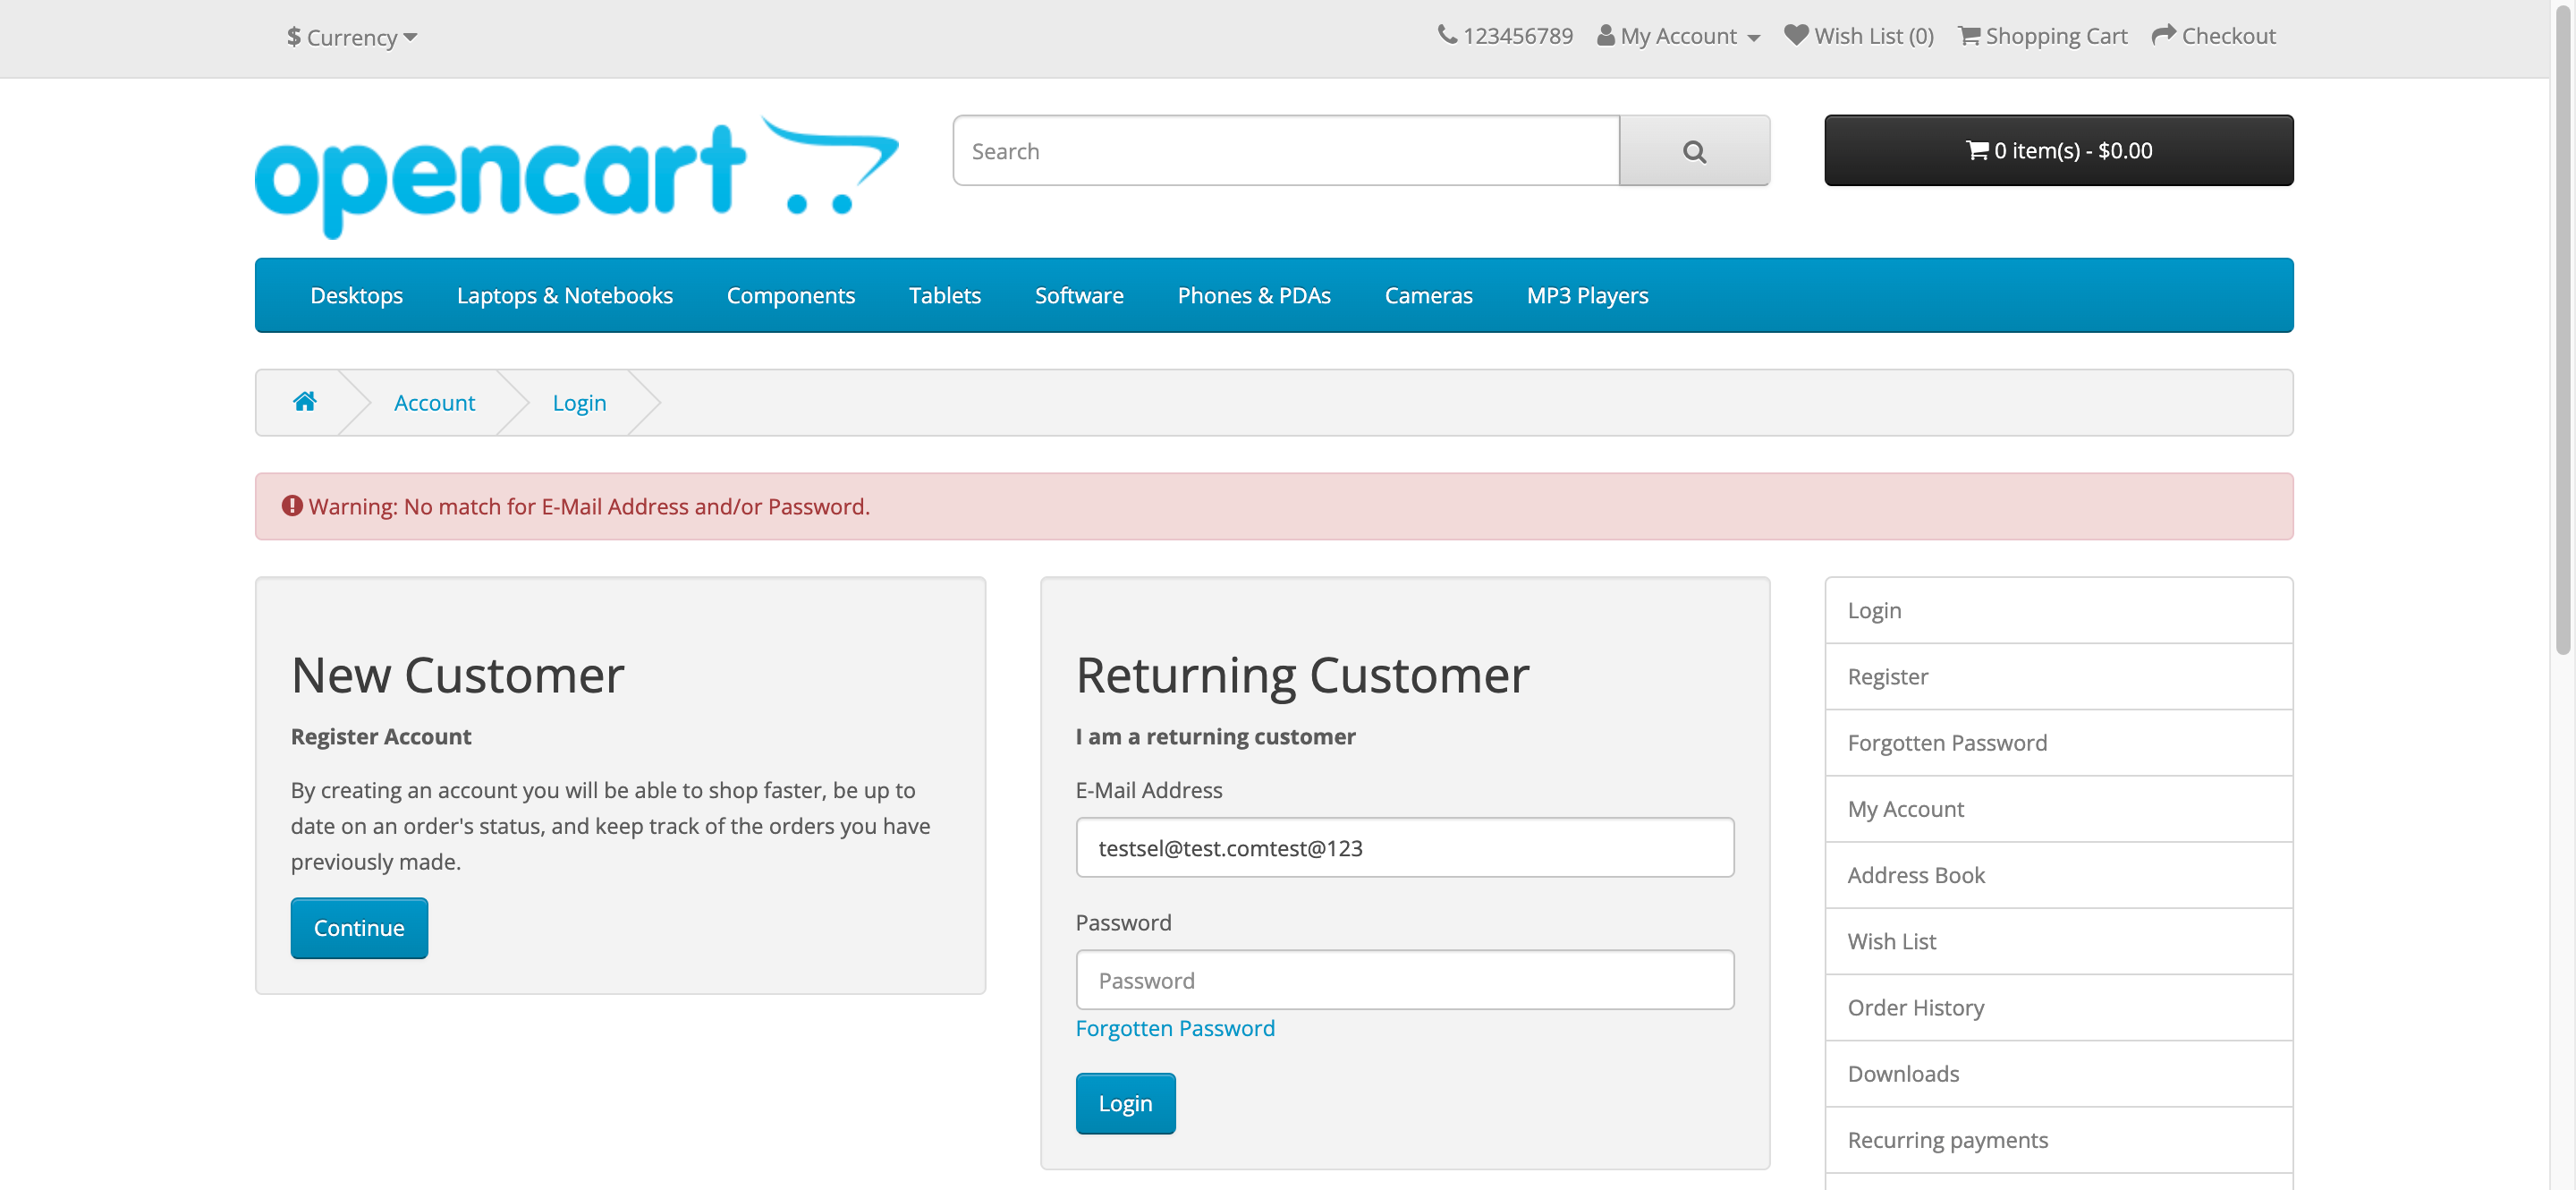 $ Currency
123456789 My Account Wish List (0) Shopping Cart Checkout
opencart
Search
0 item(s) - $0.00
Desktops Laptops & Notebooks Components Tablets Software Phones & PDAs Cameras MP3 Players
Account Login
Warning: No match for E-Mail Address and/or Password.
New Customer
Register Account
By creating an account you will be able to shop faster, be up to
date on an order's status, and keep track of the orders you have
previously made.
Continue
Returning Customer
I am a returning customer
E-Mail Address
testsel@test.comtest@123
Password
Password
Forgotten Password
Login
Login
Register
Forgotten Password
My Account
Address Book
Wish List
Order History
Downloads
Recurring payments